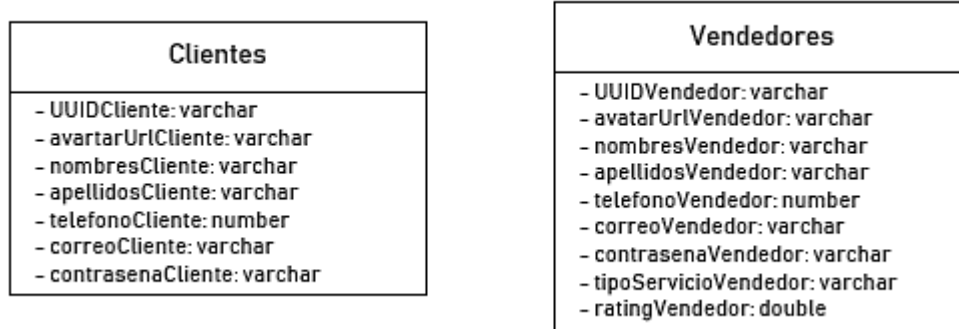 Clientes
- UUIDCliente: varchar
- avartarUrlCliente: varchar
- nombresCliente: varchar
- apellidosCliente: varchar
- telefonoCliente: number
- correoCliente: varchar
- contrasenaCliente: varchar
Vendedores
- UUIDVendedor: varchar
- avatarUrlVendedor: varchar
- nombresVendedor: varchar
- apellidosVendedor: varchar
- telefonoVendedor: number
- correoVendedor: varchar
- contrasenaVendedor: varchar
- tipoServicioVendedor: varchar
- ratingVendedor: double